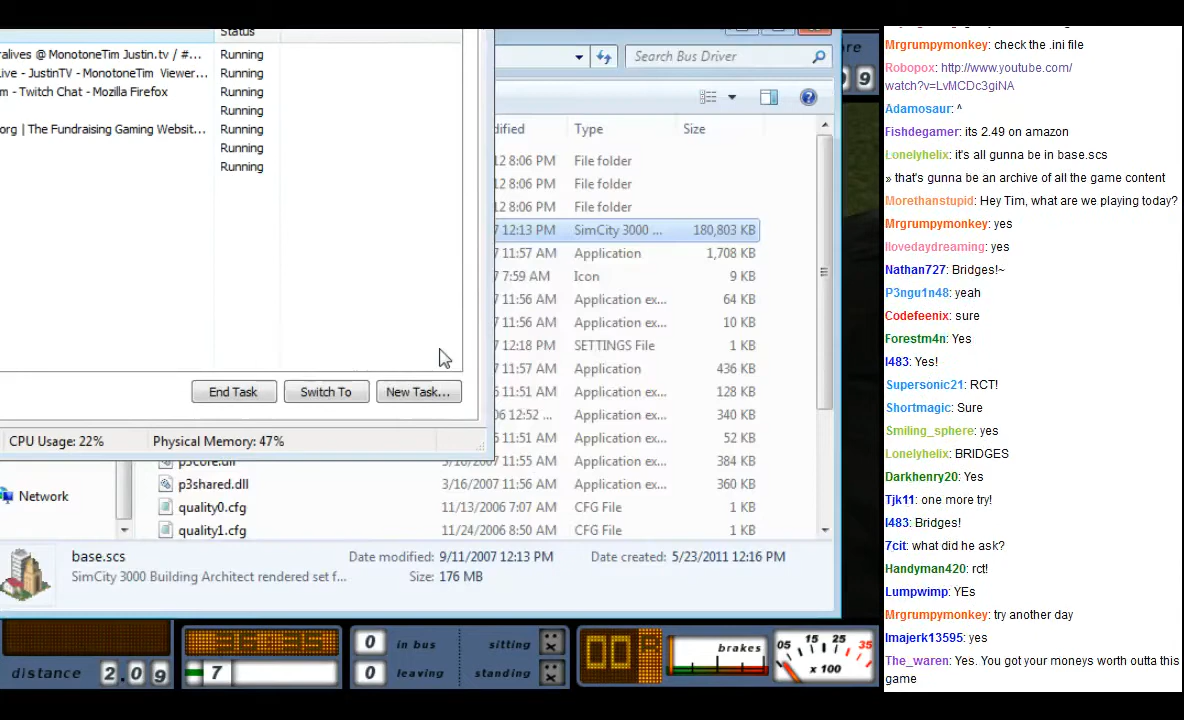 Status
ralives @ MonotoneTim Justin.tv / #... Running
Live - JustinTV - MonotoneTim Viewer... Running
m - Twitch Chat - Mozilla Firefox Running
Running
org | The Fundraising Gaming Websit... Running
Running
Running
End Task Switch To New Task...
CPU Usage: 22% Physical Memory: 47%
Search Bus Driver
dified Type Size
12 8:06 PM File folder
12 8:06 PM File folder
12 8:06 PM File folder
7 12:13 PM SimCity 3000 ... 180,803 KB
7 11:57 AM Application 1,708 KB
7 7:59 AM Icon 9 KB
7 11:56 AM Application ex... 64 KB
7 11:56 AM Application ex... 10 KB
7 12:18 PM SETTINGS File 1 KB
7 11:57 AM Application 436 KB
6 11:51 AM Application ex... 128 KB
6 12:52 ... Application ex... 340 KB
6 11:51 AM Application ex... 52 KB
p3core.dll 3/16/2007 11:55 AM Application ex... 384 KB
p3shared.dll 3/16/2007 11:56 AM Application ex... 360 KB
quality0.cfg 11/13/2006 7:07 AM CFG File 1 KB
quality1.cfg 11/24/2006 8:50 AM CFG File 1 KB
Network
base.scs Date modified: 9/11/2007 12:13 PM Date created: 5/23/2011 12:16 PM
SimCity 3000 Building Architect rendered set f... Size: 176 MB
distance 2.09
7
0 in bus sitting
0 leaving standing
brakes
05 15 25 35
x 100
ore
9
Mrgrumpymonkey: check the .ini file
Robopox: http://www.youtube.com/
watch?v=LvMCDc3giNA
Adamosaur: ^
Fishdegamer: its 2.49 on amazon
Lonelyhelix: it's all gunna be in base.scs
» that's gunna be an archive of all the game content
Morethanstupid: Hey Tim, what are we playing today?
Mrgrumpymonkey: yes
Ilovedaydreaming: yes
Nathan727: Bridges!~
P3ngu1n48: yeah
Codefeenix: sure
Forestm4n: Yes
I483: Yes!
Supersonic21: RCT!
Shortmagic: Sure
Smiling_sphere: yes
Lonelyhelix: BRIDGES
Darkhenry20: Yes
Tjk11: one more try!
I483: Bridges!
7cit: what did he ask?
Handyman420: rct!
Lumpwimp: YEs
Mrgrumpymonkey: try another day
Imajerk13595: yes
The_waren: Yes. You got your moneys worth outta this
game